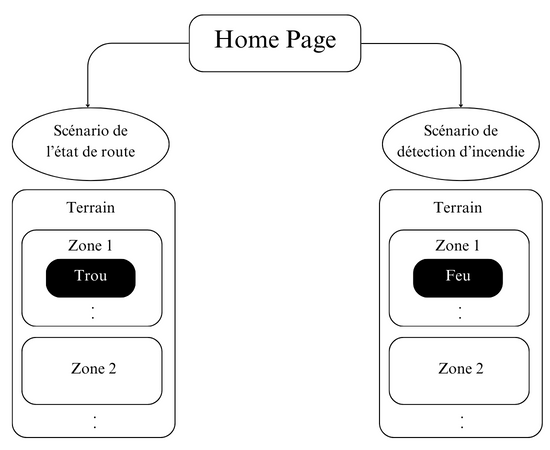 Home Page
Scénario de
l'état de route
Terrain
Zone 1
Trou
:
Zone 2
:
Scénario de
détection d'incendie
Terrain
Zone 1
Feu
:
Zone 2
: